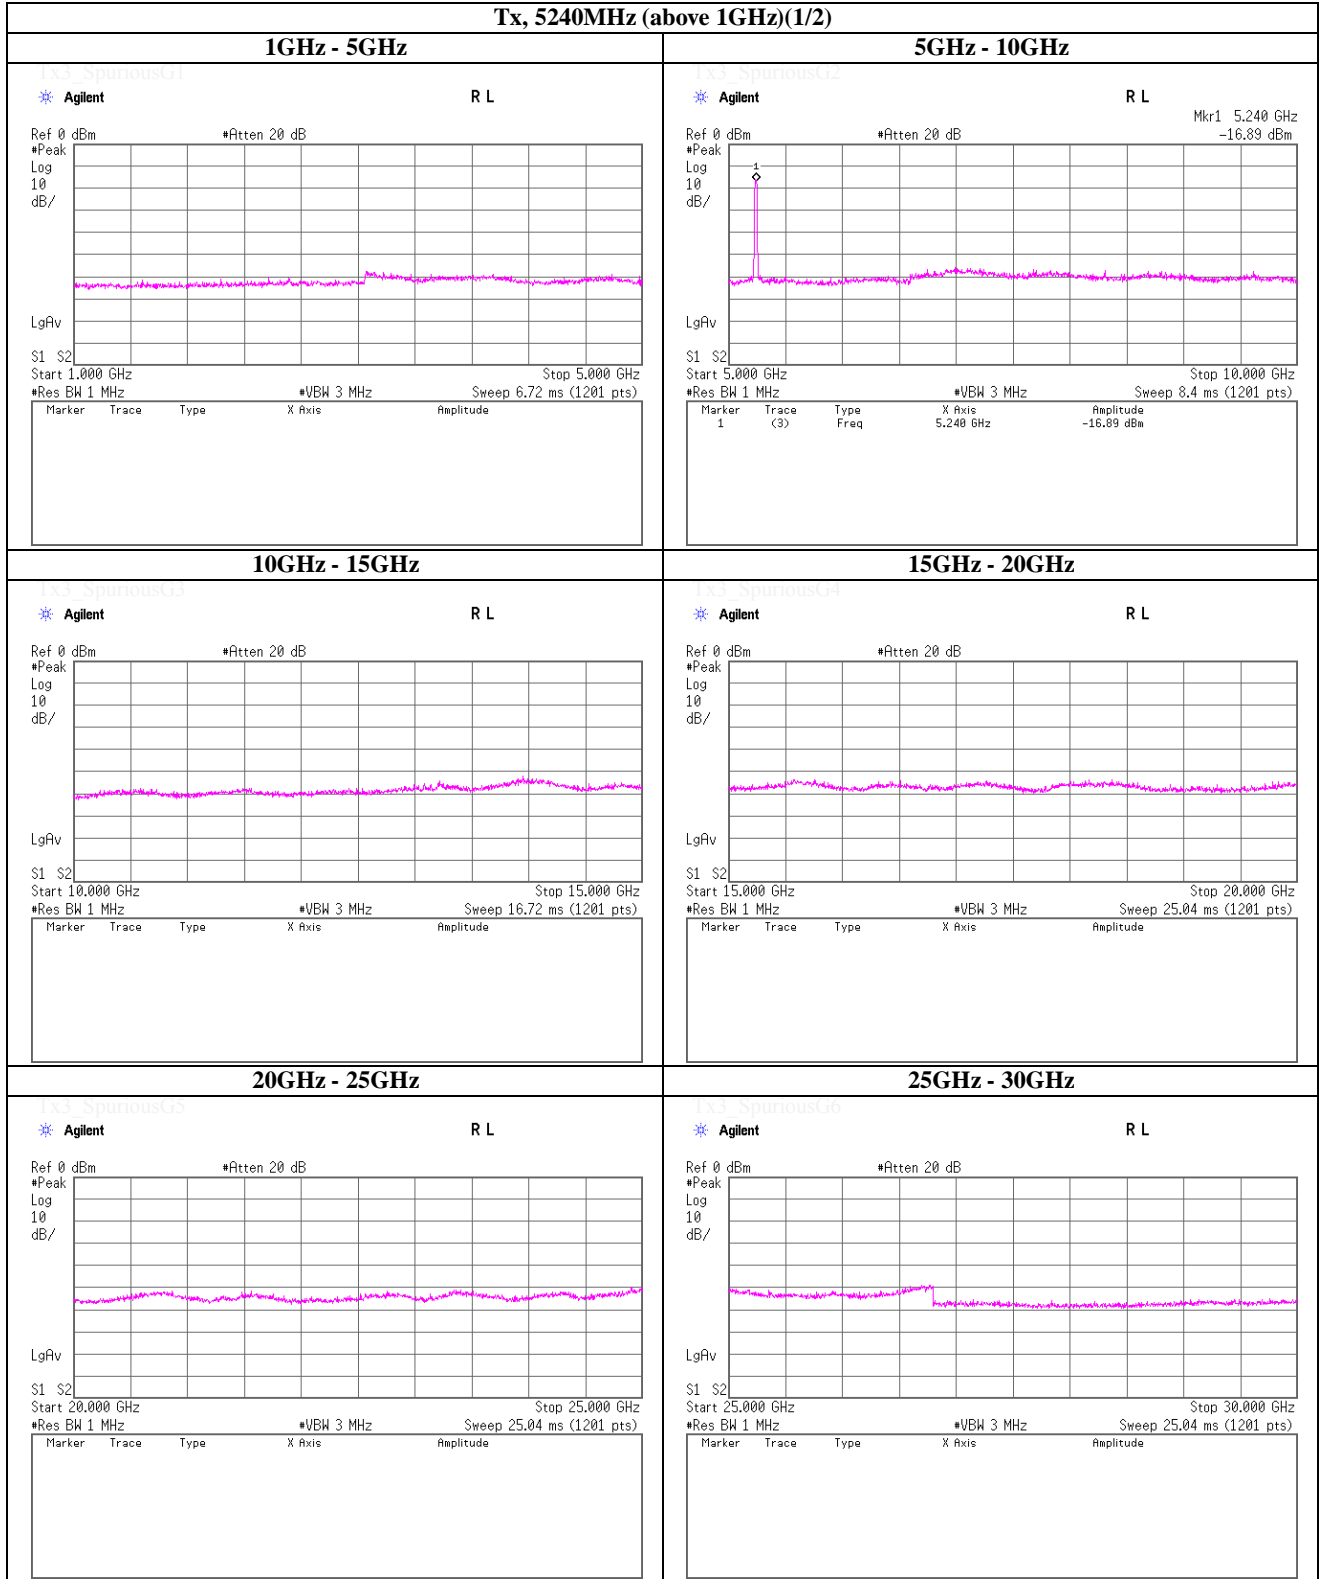 Tx, 5240MHz (above 1GHz)(1/2)
1GHz - 5GHz
5GHz - 10GHz
Tx3_SpuriousG1
Agilent
R L
Ref 0 dBm
#Atten 20 dB
#Peak
Log
10
dB/
LgAv
S1 S2
Start 1.000 GHz
Stop 5.000 GHz
#Res BW 1 MHz
#VBW 3 MHz
Sweep 6.72 ms (1201 pts)
Marker Trace Type X Axis Amplitude
Tx3_SpuriousG2
Agilent
R L
Mkr1 5.240 GHz
Ref 0 dBm
#Atten 20 dB
-16.89 dBm
#Peak
Log
10
dB/
1
LgAv
S1 S2
Start 5.000 GHz
Stop 10.000 GHz
#Res BW 1 MHz
#VBW 3 MHz
Sweep 8.4 ms (1201 pts)
Marker Trace Type X Axis Amplitude
1 (3) Freq 5.240 GHz -16.89 dBm
10GHz - 15GHz
15GHz - 20GHz
Tx3_SpuriousG3
Agilent
R L
Ref 0 dBm
#Atten 20 dB
#Peak
Log
10
dB/
LgAv
S1 S2
Start 10.000 GHz
Stop 15.000 GHz
#Res BW 1 MHz
#VBW 3 MHz
Sweep 16.72 ms (1201 pts)
Marker Trace Type X Axis Amplitude
Tx3_SpuriousG4
Agilent
R L
Ref 0 dBm
#Atten 20 dB
#Peak
Log
10
dB/
LgAv
S1 S2
Start 15.000 GHz
Stop 20.000 GHz
#Res BW 1 MHz
#VBW 3 MHz
Sweep 25.04 ms (1201 pts)
Marker Trace Type X Axis Amplitude
20GHz - 25GHz
25GHz - 30GHz
Tx3_SpuriousG5
Agilent
R L
Ref 0 dBm
#Atten 20 dB
#Peak
Log
10
dB/
LgAv
S1 S2
Start 20.000 GHz
Stop 25.000 GHz
#Res BW 1 MHz
#VBW 3 MHz
Sweep 25.04 ms (1201 pts)
Marker Trace Type X Axis Amplitude
Tx3_SpuriousG6
Agilent
R L
Ref 0 dBm
#Atten 20 dB
#Peak
Log
10
dB/
LgAv
S1 S2
Start 25.000 GHz
Stop 30.000 GHz
#Res BW 1 MHz
#VBW 3 MHz
Sweep 25.04 ms (1201 pts)
Marker Trace Type X Axis Amplitude